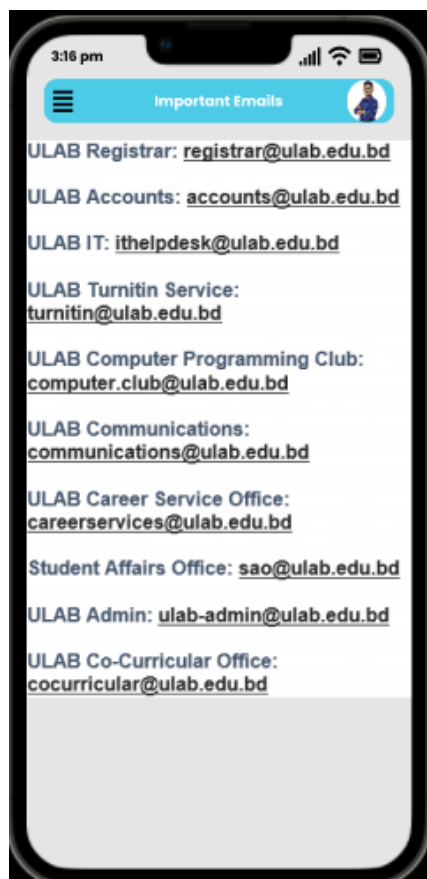 3:16 pm
Important Emails
ULAB Registrar: registrar@ulab.edu.bd
ULAB Accounts: accounts@ulab.edu.bd
ULAB IT: ithelpdesk@ulab.edu.bd
ULAB Turnitin Service:
turnitin@ulab.edu.bd
ULAB Computer Programming Club:
computer.club@ulab.edu.bd
ULAB Communications:
communications@ulab.edu.bd
ULAB Career Service Office:
careerservices@ulab.edu.bd
Student Affairs Office: sao@ulab.edu.bd
ULAB Admin: ulab-admin@ulab.edu.bd
ULAB Co-Curricular Office:
cocurricular@ulab.edu.bd